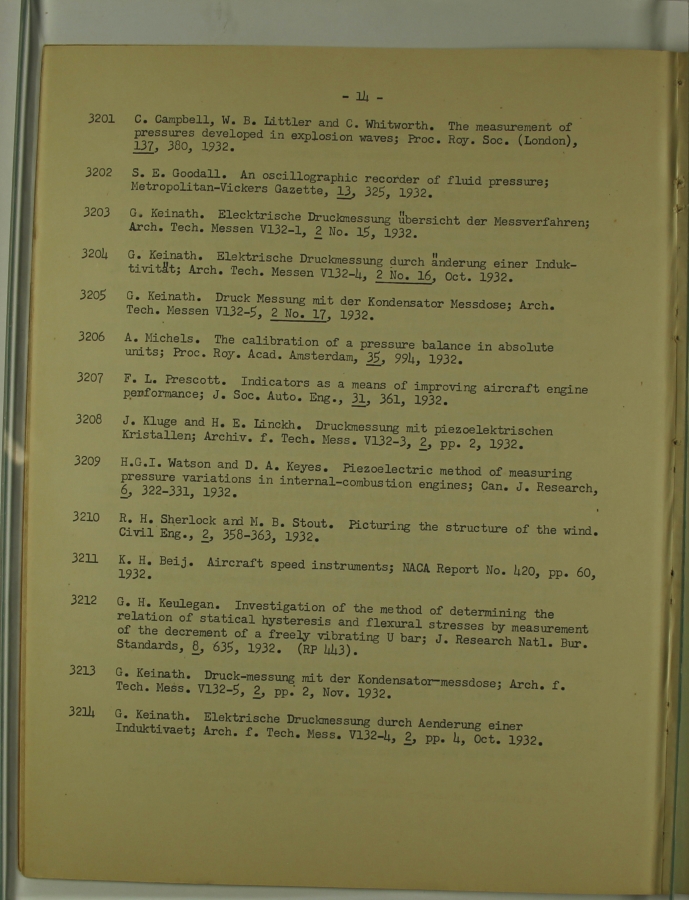 - 14 -
3201 C. Campbell, W. B. Littler and C. Whitworth. The measurement of
pressures developed in explosion waves; Proc. Roy. Soc. (London),
137, 380, 1932.
3202 S. E. Goodall. An oscillographic recorder of fluid pressure;
Metropolitan-Vickers Gazette, 13, 325, 1932.
3203 G. Keinath. Elecktrische Druckmessung übersicht der Messverfahren;
Arch. Tech. Messen V132-1, 2 No. 15, 1932.
3204 G. Keinath. Elektrische Druckmessung durch änderung einer Induk-
tivität; Arch. Tech. Messen V132-4, 2 No. 16, Oct. 1932.
3205 G. Keinath. Druck Messung mit der Kondensator Messdose; Arch.
Tech. Messen V132-5, 2 No. 17, 1932.
3206 A. Michels. The calibration of a pressure balance in absolute
units; Proc. Roy. Acad. Amsterdam, 35, 994, 1932.
3207 F. L. Prescott. Indicators as a means of improving aircraft engine
performance; J. Soc. Auto. Eng., 31, 361, 1932.
3208 J. Kluge and H. E. Linckh. Druckmessung mit piezoelektrischen
Kristallen; Archiv. f. Tech. Mess. V132-3, 2, pp. 2, 1932.
3209 H.G.I. Watson and D. A. Keyes. Piezoelectric method of measuring
pressure variations in internal-combustion engines; Can. J. Research,
6, 322-331, 1932.
3210 R. H. Sherlock and M. B. Stout. Picturing the structure of the wind.
Civil Eng., 2, 358-363, 1932.
3211 K. H. Beij. Aircraft speed instruments; NACA Report No. 420, pp. 60,
1932.
3212 G. H. Keulegan. Investigation of the method of determining the
relation of statical hysteresis and flexural stresses by measurement
of the decrement of a freely vibrating U bar; J. Research Natl. Bur.
Standards, 8, 635, 1932. (RP 443).
3213 G. Keinath. Druck-messung mit der Kondensator-messdose; Arch. f.
Tech. Mess. V132-5, 2, pp. 2, Nov. 1932.
3214 G. Keinath. Elektrische Druckmessung durch Aenderung einer
Induktivaet; Arch. f. Tech. Mess. V132-4, 2, pp. 4, Oct. 1932.